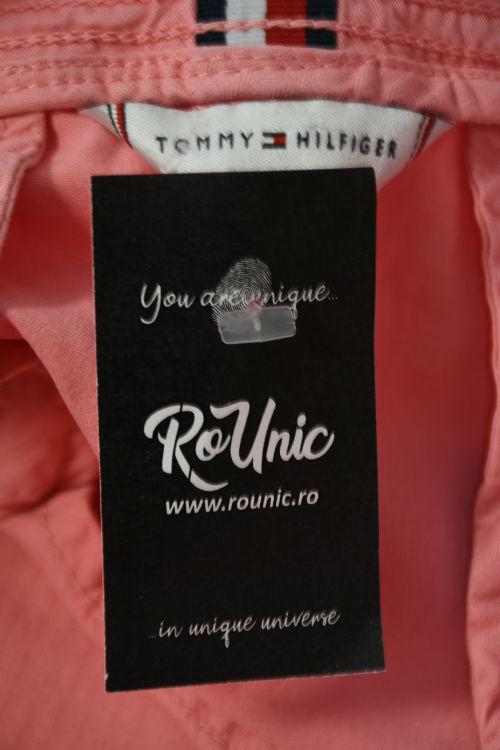 TOMMY HILFIGER
You are unique...
RoUnic
www.rounic.ro
...in unique universe